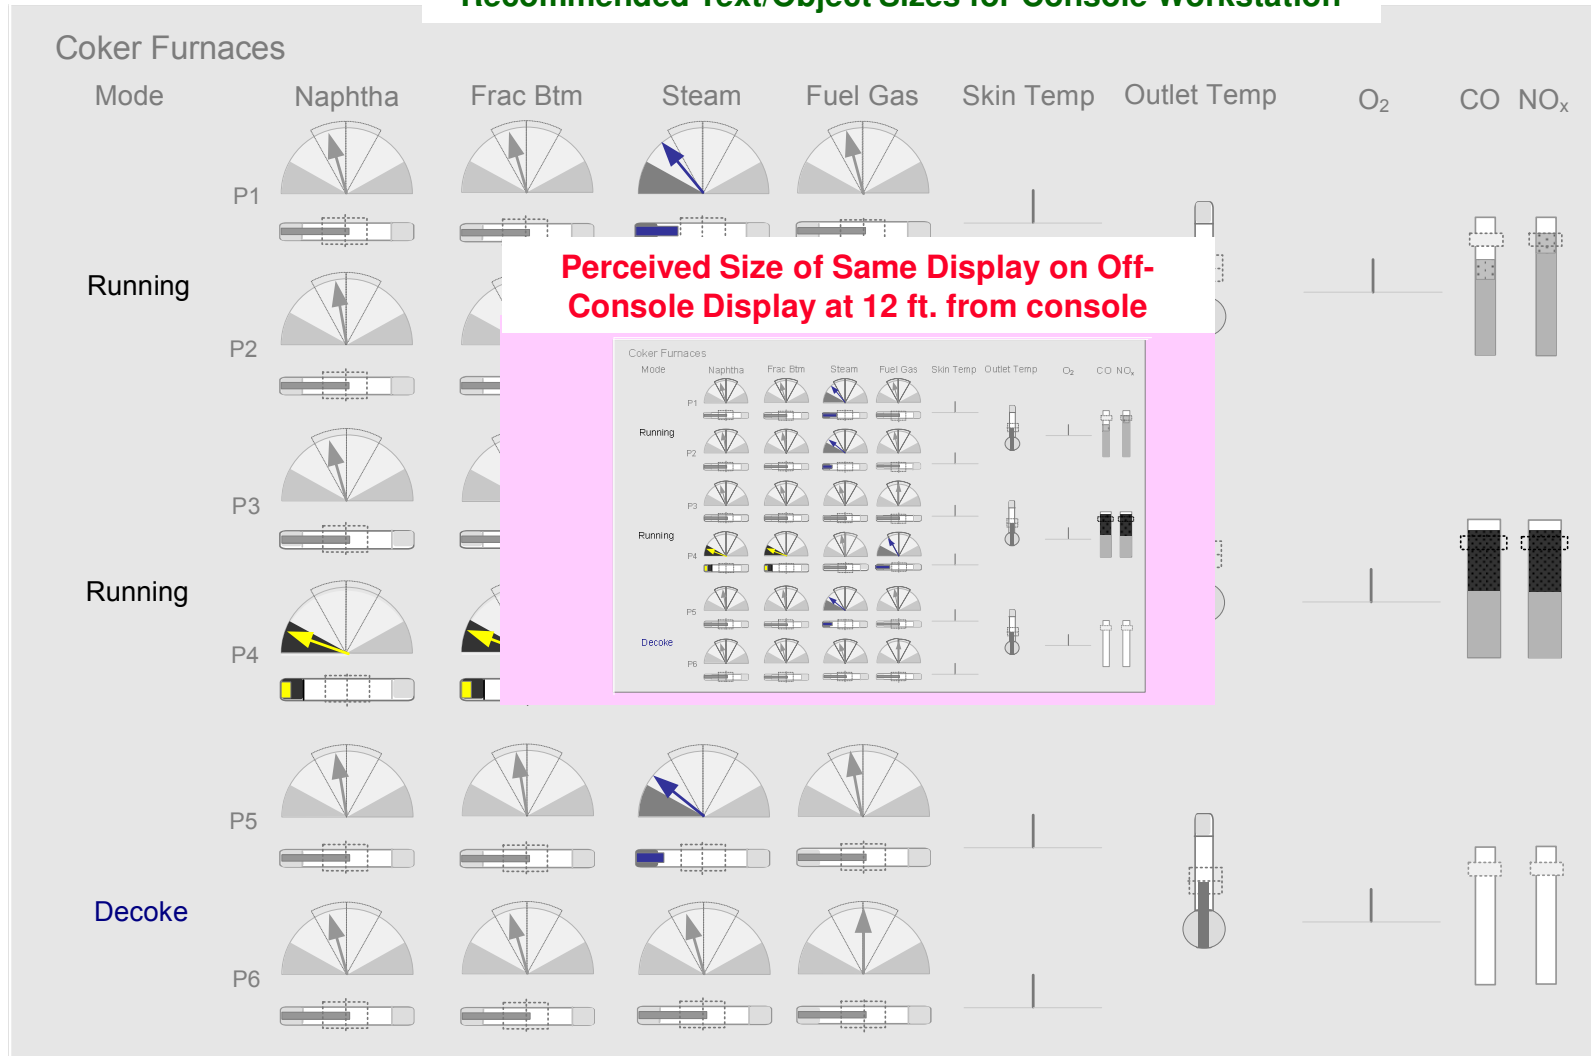 Recommended Text/Object Sizes for Console Workstation
Coker Furnaces
Mode Naphtha Frac Btm Steam Fuel Gas Skin Temp Outlet Temp O₂ CO NOₓ
P1
Perceived Size of Same Display on Off-
Console Display at 12 ft. from console
Running
P2
Coker Furnaces
Mode Naphtha Frac Btm Steam Fuel Gas Skin Temp Outlet Temp O₂ CO NOₓ
P1
Running
P2
P3
Running
P4
P5
Decoke
P6
P3
Running
P4
P5
Decoke
P6